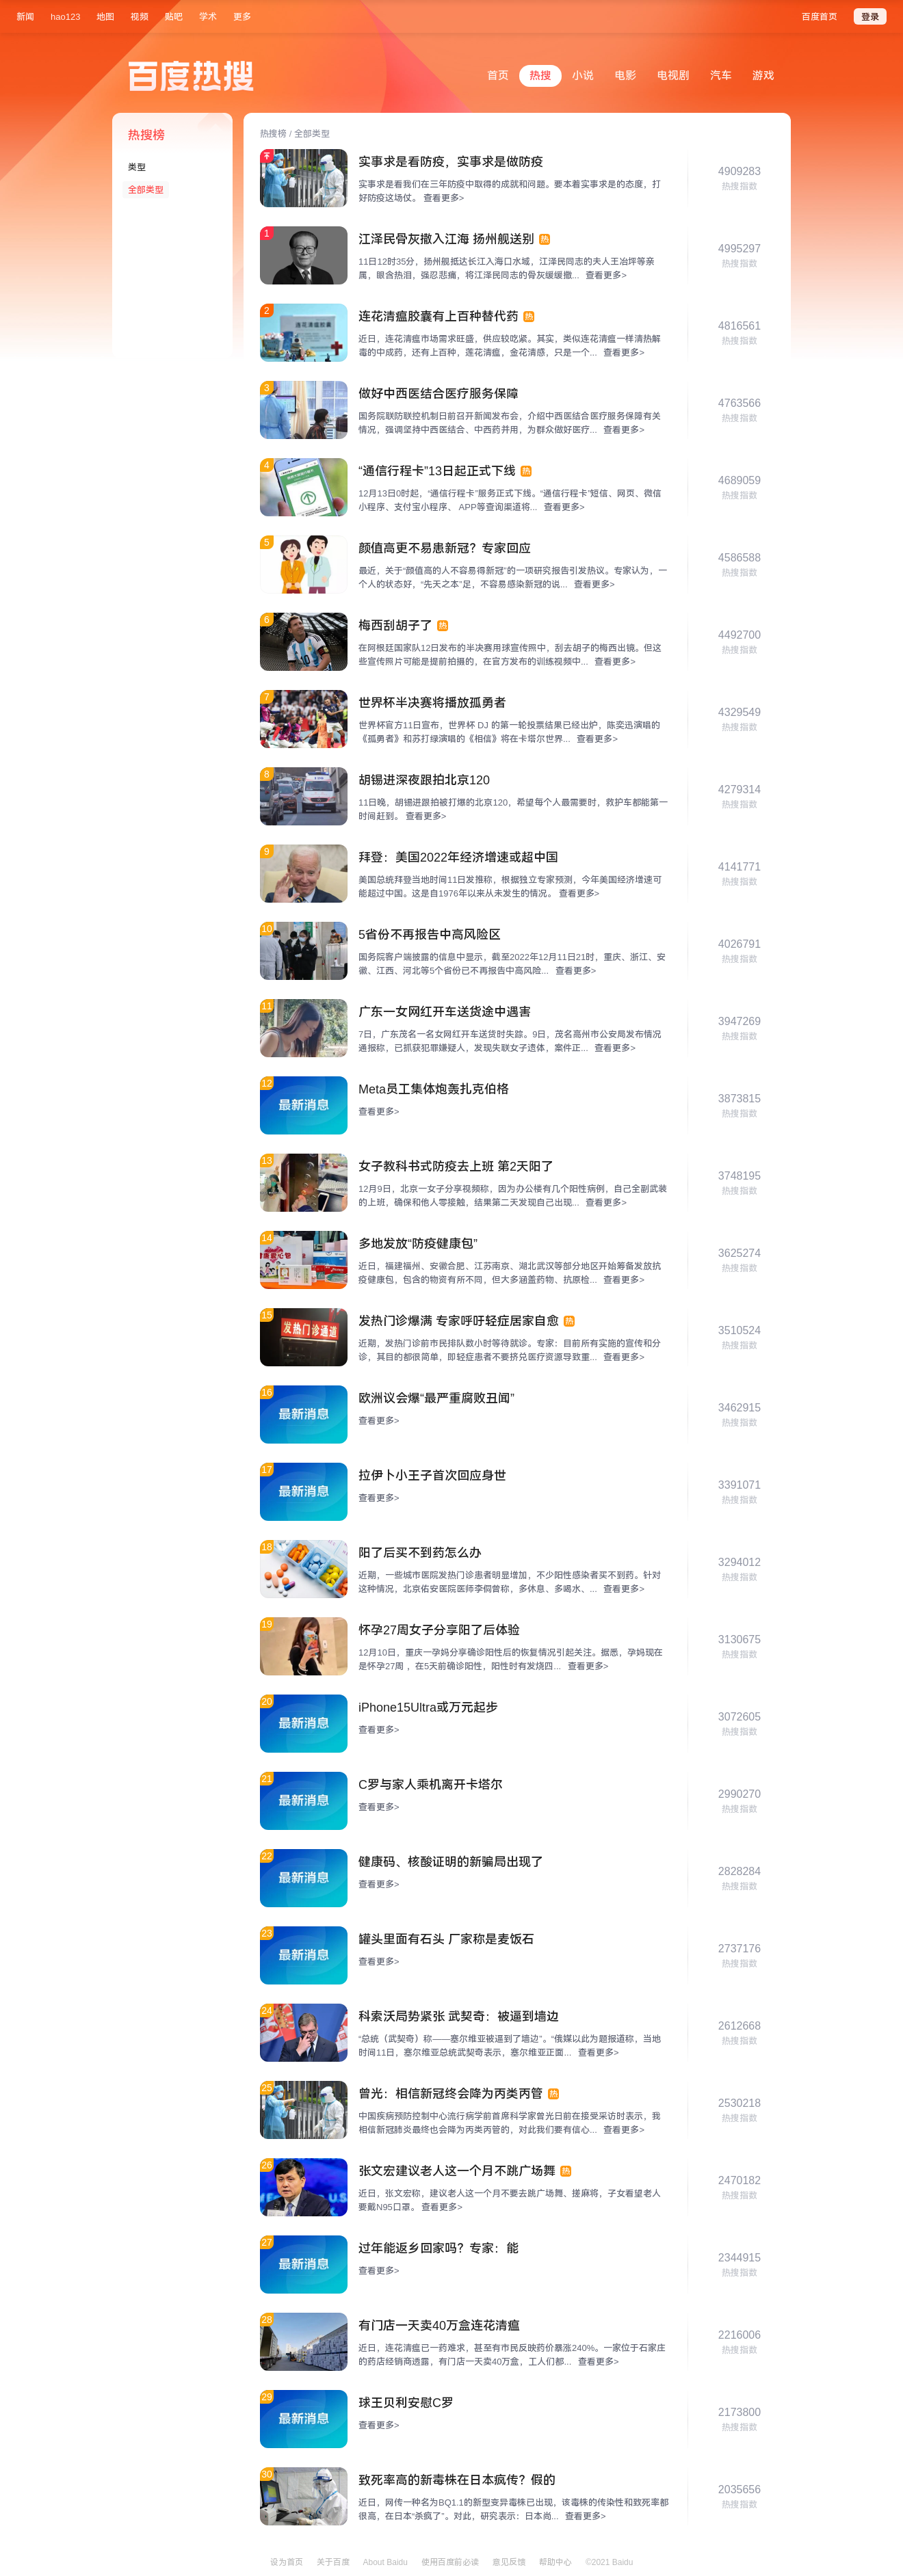 新闻 hao123 地图 视频 贴吧 学术 更多 百度首页 登录
百度热搜
首页 热搜 小说 电影 电视剧 汽车 游戏
热搜榜
类型
全部类型
热搜榜 / 全部类型
实事求是看防疫，实事求是做防疫
实事求是看我们在三年防疫中取得的成就和问题。要本着实事求是的态度，打
好防疫这场仗。 查看更多>
4909283
热搜指数
1
江泽民骨灰撒入江海 扬州舰送别 热
11日12时35分，扬州舰抵达长江入海口水域，江泽民同志的夫人王冶坪等亲
属，眼含热泪，强忍悲痛，将江泽民同志的骨灰缓缓撒... 查看更多>
4995297
热搜指数
2
连花清瘟胶囊有上百种替代药 热
近日，连花清瘟市场需求旺盛，供应较吃紧。其实，类似连花清瘟一样清热解
毒的中成药，还有上百种，莲花清瘟，金花清感，只是一个... 查看更多>
4816561
热搜指数
3
做好中西医结合医疗服务保障
国务院联防联控机制日前召开新闻发布会，介绍中西医结合医疗服务保障有关
情况，强调坚持中西医结合、中西药并用，为群众做好医疗... 查看更多>
4763566
热搜指数
4
“通信行程卡”13日起正式下线 热
12月13日0时起，“通信行程卡”服务正式下线。“通信行程卡”短信、网页、微信
小程序、支付宝小程序、 APP等查询渠道将... 查看更多>
4689059
热搜指数
5
颜值高更不易患新冠？专家回应
最近，关于“颜值高的人不容易得新冠”的一项研究报告引发热议。专家认为，一
个人的状态好，“先天之本”足，不容易感染新冠的说... 查看更多>
4586588
热搜指数
6
梅西刮胡子了 热
在阿根廷国家队12日发布的半决赛用球宣传照中，刮去胡子的梅西出镜。但这
些宣传照片可能是提前拍摄的，在官方发布的训练视频中... 查看更多>
4492700
热搜指数
7
世界杯半决赛将播放孤勇者
世界杯官方11日宣布，世界杯 DJ 的第一轮投票结果已经出炉，陈奕迅演唱的
《孤勇者》和苏打绿演唱的《相信》将在卡塔尔世界... 查看更多>
4329549
热搜指数
8
胡锡进深夜跟拍北京120
11日晚，胡锡进跟拍被打爆的北京120，希望每个人最需要时，救护车都能第一
时间赶到。 查看更多>
4279314
热搜指数
9
拜登：美国2022年经济增速或超中国
美国总统拜登当地时间11日发推称，根据独立专家预测，今年美国经济增速可
能超过中国。这是自1976年以来从未发生的情况。 查看更多>
4141771
热搜指数
10
5省份不再报告中高风险区
国务院客户端披露的信息中显示，截至2022年12月11日21时，重庆、浙江、安
徽、江西、河北等5个省份已不再报告中高风险... 查看更多>
4026791
热搜指数
11
广东一女网红开车送货途中遇害
7日，广东茂名一名女网红开车送货时失踪。9日，茂名高州市公安局发布情况
通报称，已抓获犯罪嫌疑人，发现失联女子遗体，案件正... 查看更多>
3947269
热搜指数
12
最新消息
Meta员工集体炮轰扎克伯格
查看更多>
3873815
热搜指数
13
女子教科书式防疫去上班 第2天阳了
12月9日，北京一女子分享视频称，因为办公楼有几个阳性病例，自己全副武装
的上班，确保和他人零接触，结果第二天发现自己出现... 查看更多>
3748195
热搜指数
14
多地发放“防疫健康包”
近日，福建福州、安徽合肥、江苏南京、湖北武汉等部分地区开始筹备发放抗
疫健康包，包含的物资有所不同，但大多涵盖药物、抗原检... 查看更多>
3625274
热搜指数
15
发热门诊通道
发热门诊爆满 专家呼吁轻症居家自愈 热
近期，发热门诊前市民排队数小时等待就诊。专家：目前所有实施的宣传和分
诊，其目的都很简单，即轻症患者不要挤兑医疗资源导致重... 查看更多>
3510524
热搜指数
16
最新消息
欧洲议会爆“最严重腐败丑闻”
查看更多>
3462915
热搜指数
17
最新消息
拉伊卜小王子首次回应身世
查看更多>
3391071
热搜指数
18
阳了后买不到药怎么办
近期，一些城市医院发热门诊患者明显增加，不少阳性感染者买不到药。针对
这种情况，北京佑安医院医师李侗曾称，多休息、多喝水、... 查看更多>
3294012
热搜指数
19
怀孕27周女子分享阳了后体验
12月10日，重庆一孕妈分享确诊阳性后的恢复情况引起关注。据悉，孕妈现在
是怀孕27周 ，在5天前确诊阳性，阳性时有发烧四... 查看更多>
3130675
热搜指数
20
最新消息
iPhone15Ultra或万元起步
查看更多>
3072605
热搜指数
21
最新消息
C罗与家人乘机离开卡塔尔
查看更多>
2990270
热搜指数
22
最新消息
健康码、核酸证明的新骗局出现了
查看更多>
2828284
热搜指数
23
最新消息
罐头里面有石头 厂家称是麦饭石
查看更多>
2737176
热搜指数
24
科索沃局势紧张 武契奇：被逼到墙边
“总统（武契奇）称——塞尔维亚被逼到了墙边”。“俄媒以此为题报道称，当地
时间11日，塞尔维亚总统武契奇表示，塞尔维亚正面... 查看更多>
2612668
热搜指数
25
曾光：相信新冠终会降为丙类丙管 热
中国疾病预防控制中心流行病学前首席科学家曾光日前在接受采访时表示，我
相信新冠肺炎最终也会降为丙类丙管的，对此我们要有信心... 查看更多>
2530218
热搜指数
26
张文宏建议老人这一个月不跳广场舞 热
近日，张文宏称，建议老人这一个月不要去跳广场舞、搓麻将，子女看望老人
要戴N95口罩。 查看更多>
2470182
热搜指数
27
最新消息
过年能返乡回家吗？专家：能
查看更多>
2344915
热搜指数
28
有门店一天卖40万盒连花清瘟
近日，连花清瘟已一药难求，甚至有市民反映药价暴涨240%。一家位于石家庄
的药店经销商透露，有门店一天卖40万盒，工人们都... 查看更多>
2216006
热搜指数
29
最新消息
球王贝利安慰C罗
查看更多>
2173800
热搜指数
30
致死率高的新毒株在日本疯传？假的
近日，网传一种名为BQ1.1的新型变异毒株已出现，该毒株的传染性和致死率都
很高，在日本“杀疯了”。对此，研究表示：日本尚... 查看更多>
2035656
热搜指数
设为首页 关于百度 About Baidu 使用百度前必读 意见反馈 帮助中心 ©2021 Baidu